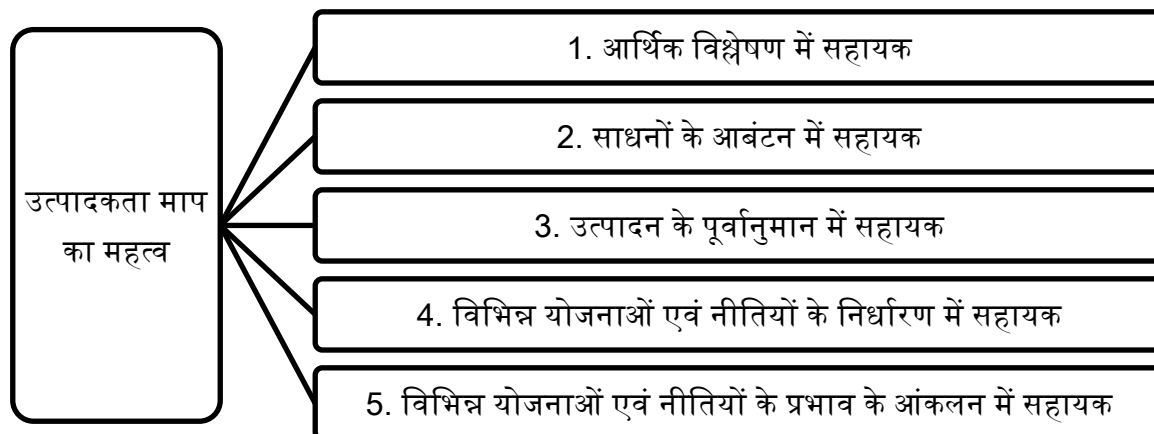 उत्पादकता माप
का महत्व
1. आर्थिक विश्लेषण में सहायक
2. साधनों के आबंटन में सहायक
3. उत्पादन के पूर्वानुमान में सहायक
4. विभिन्न योजनाओं एवं नीतियों के निर्धारण में सहायक
5. विभिन्न योजनाओं एवं नीतियों के प्रभाव के आंकलन में सहायक